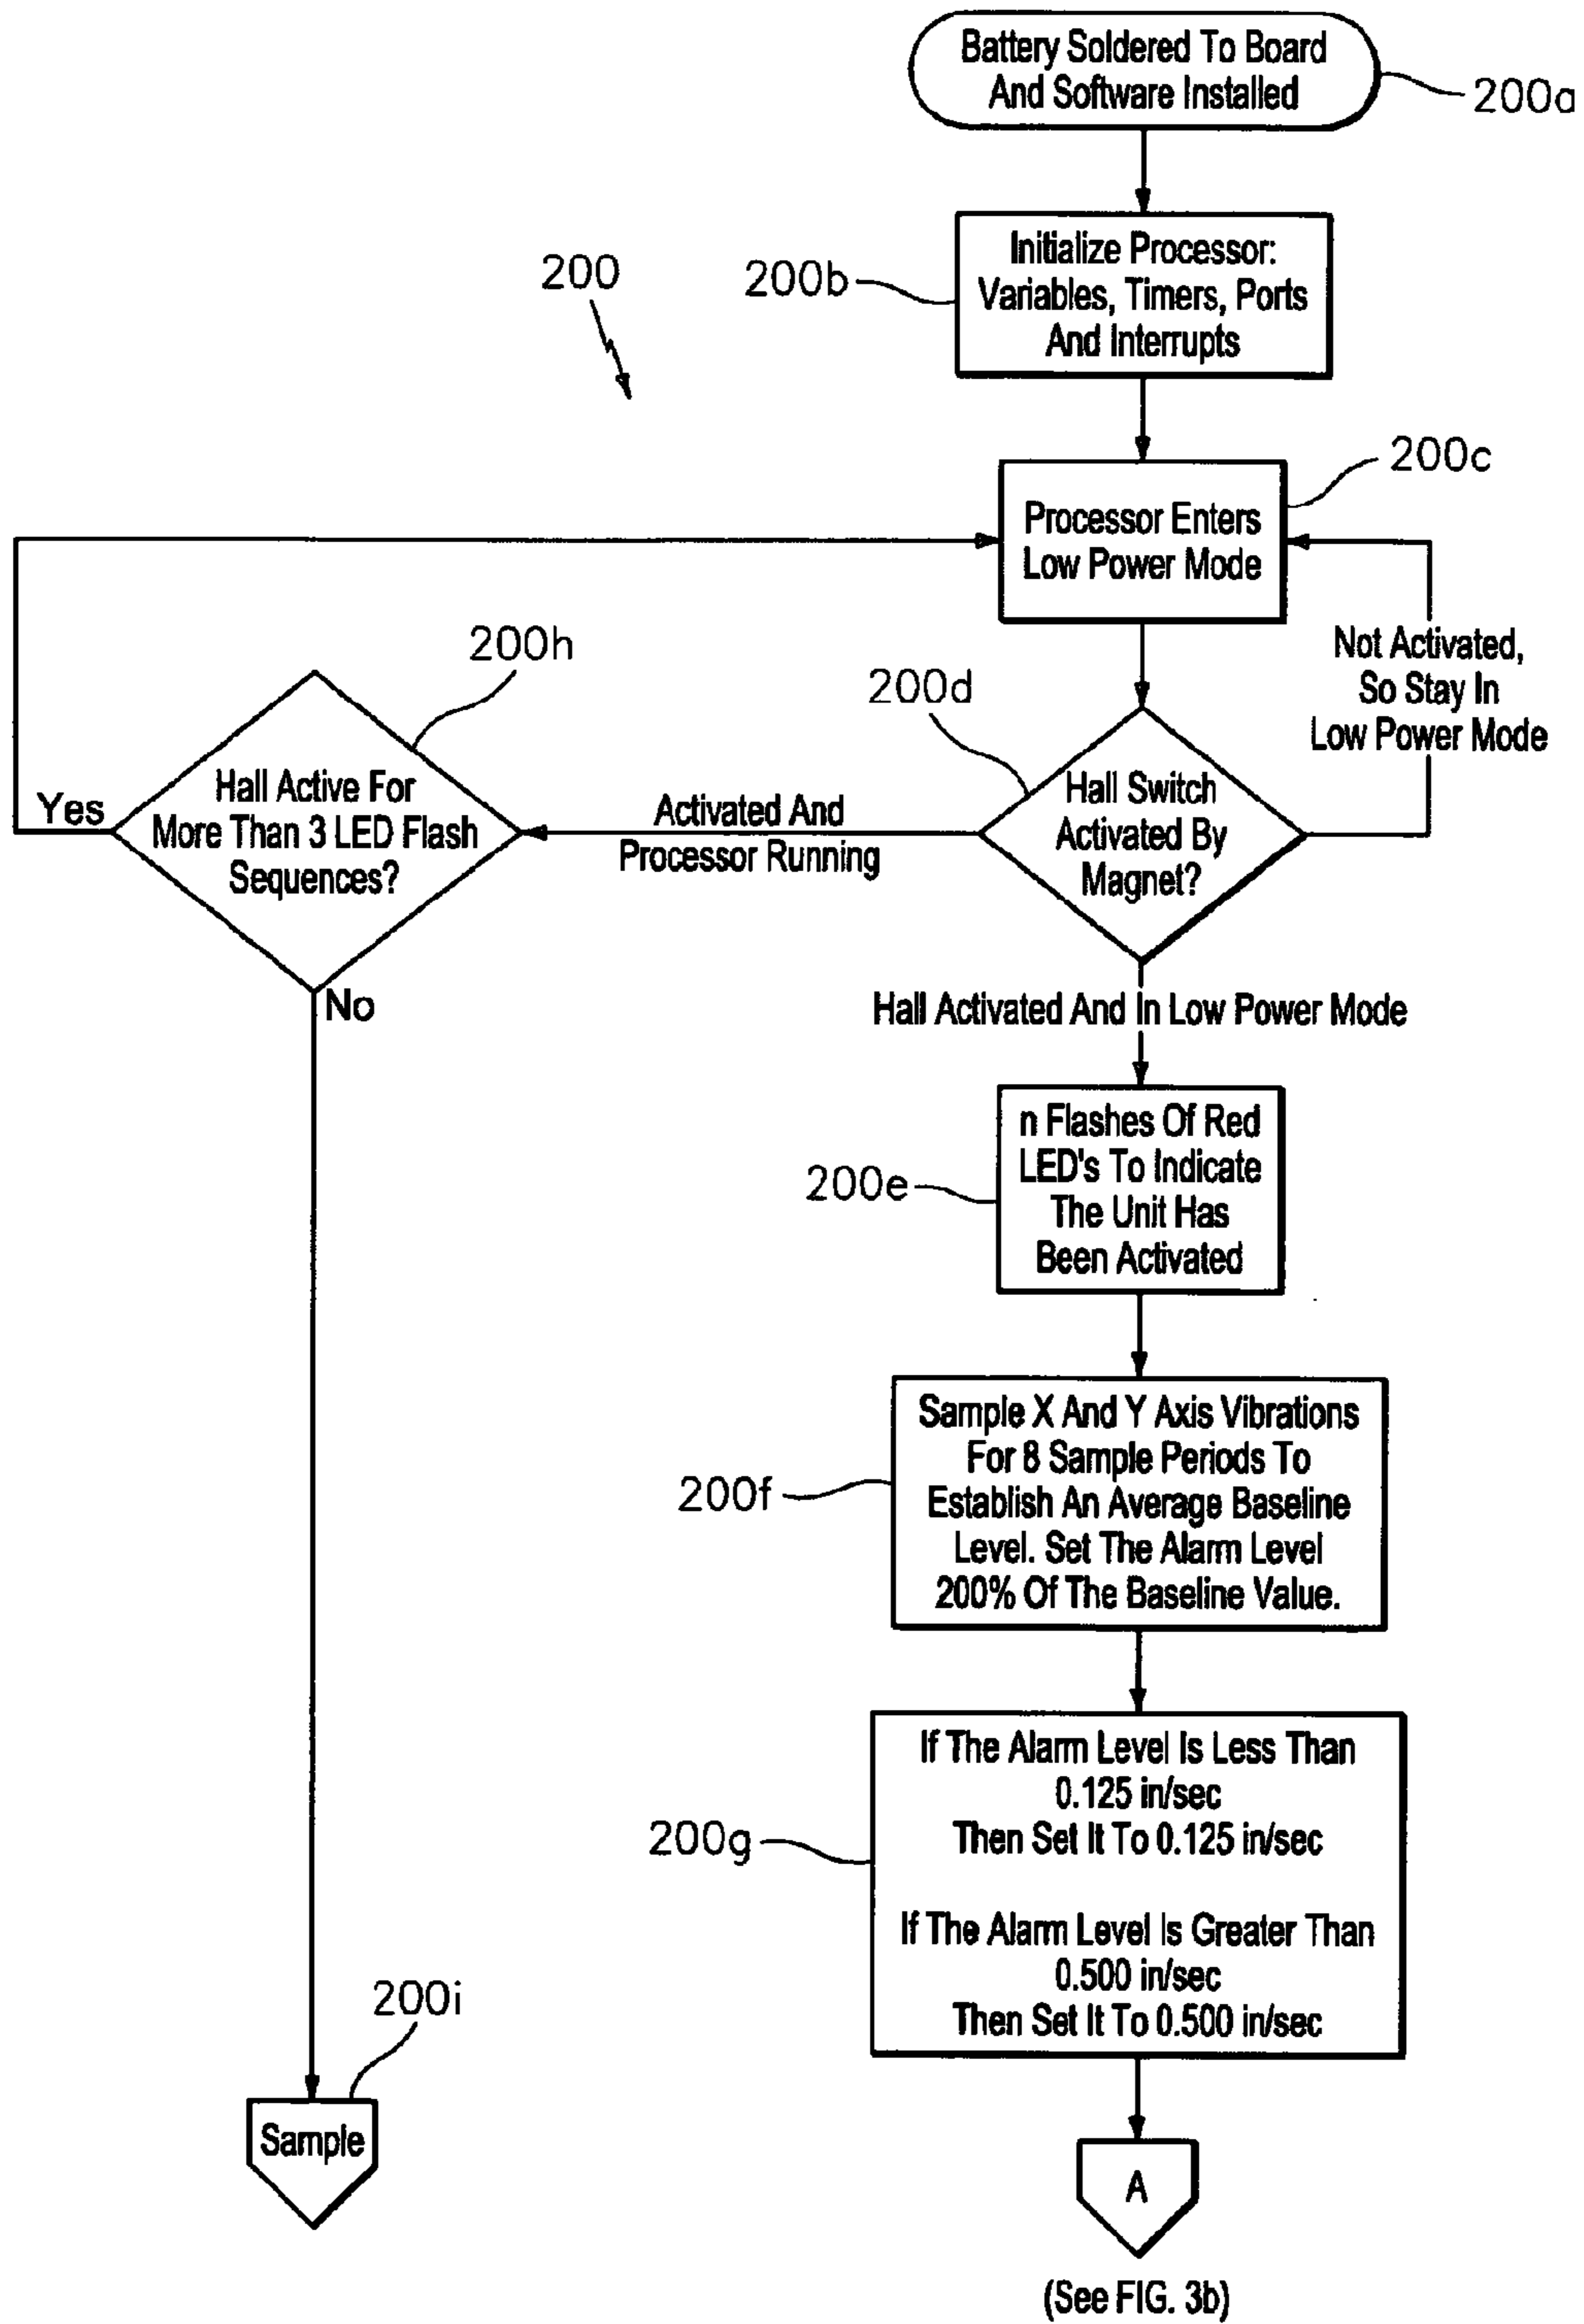 Battery Soldered To Board
And Software Installed
200a
Initialize Processor:
Variables, Timers, Ports
And Interrupts
200b
200
200c
Processor Enters
Low Power Mode
Not Activated,
So Stay In
Low Power Mode
200h
200d
Hall Active For
More Than 3 LED Flash
Sequences?
Yes
No
Activated And
Processor Running
Hall Switch
Activated By
Magnet?
Hall Activated And In Low Power Mode
n Flashes Of Red
LED's To Indicate
The Unit Has
Been Activated
200e
Sample X And Y Axis Vibrations
For 8 Sample Periods To
Establish An Average Baseline
Level. Set The Alarm Level
200% Of The Baseline Value.
200f
If The Alarm Level Is Less Than
0.125 in/sec
Then Set It To 0.125 in/sec
If The Alarm Level Is Greater Than
0.500 in/sec
Then Set It To 0.500 in/sec
200g
200i
Sample
A
(See FIG. 3b)